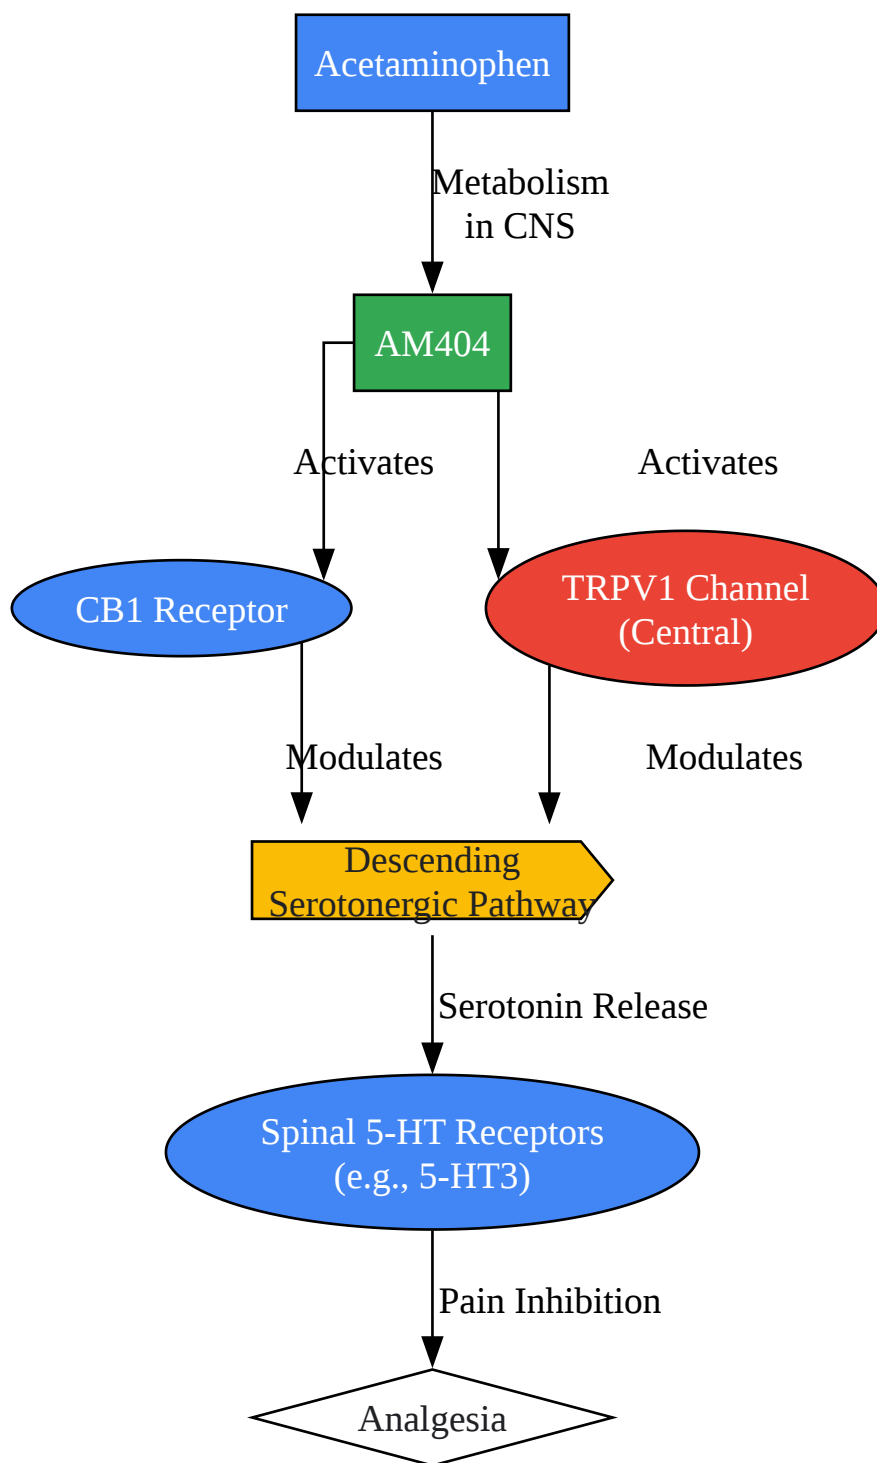 Acetaminophen
Metabolism
in CNS
AM404
Activates
Activates
CB1 Receptor
TRPV1 Channel
(Central)
Modulates
Modulates
Descending
Serotonergic Pathway
Serotonin Release
Spinal 5-HT Receptors
(e.g., 5-HT3)
Pain Inhibition
Analgesia